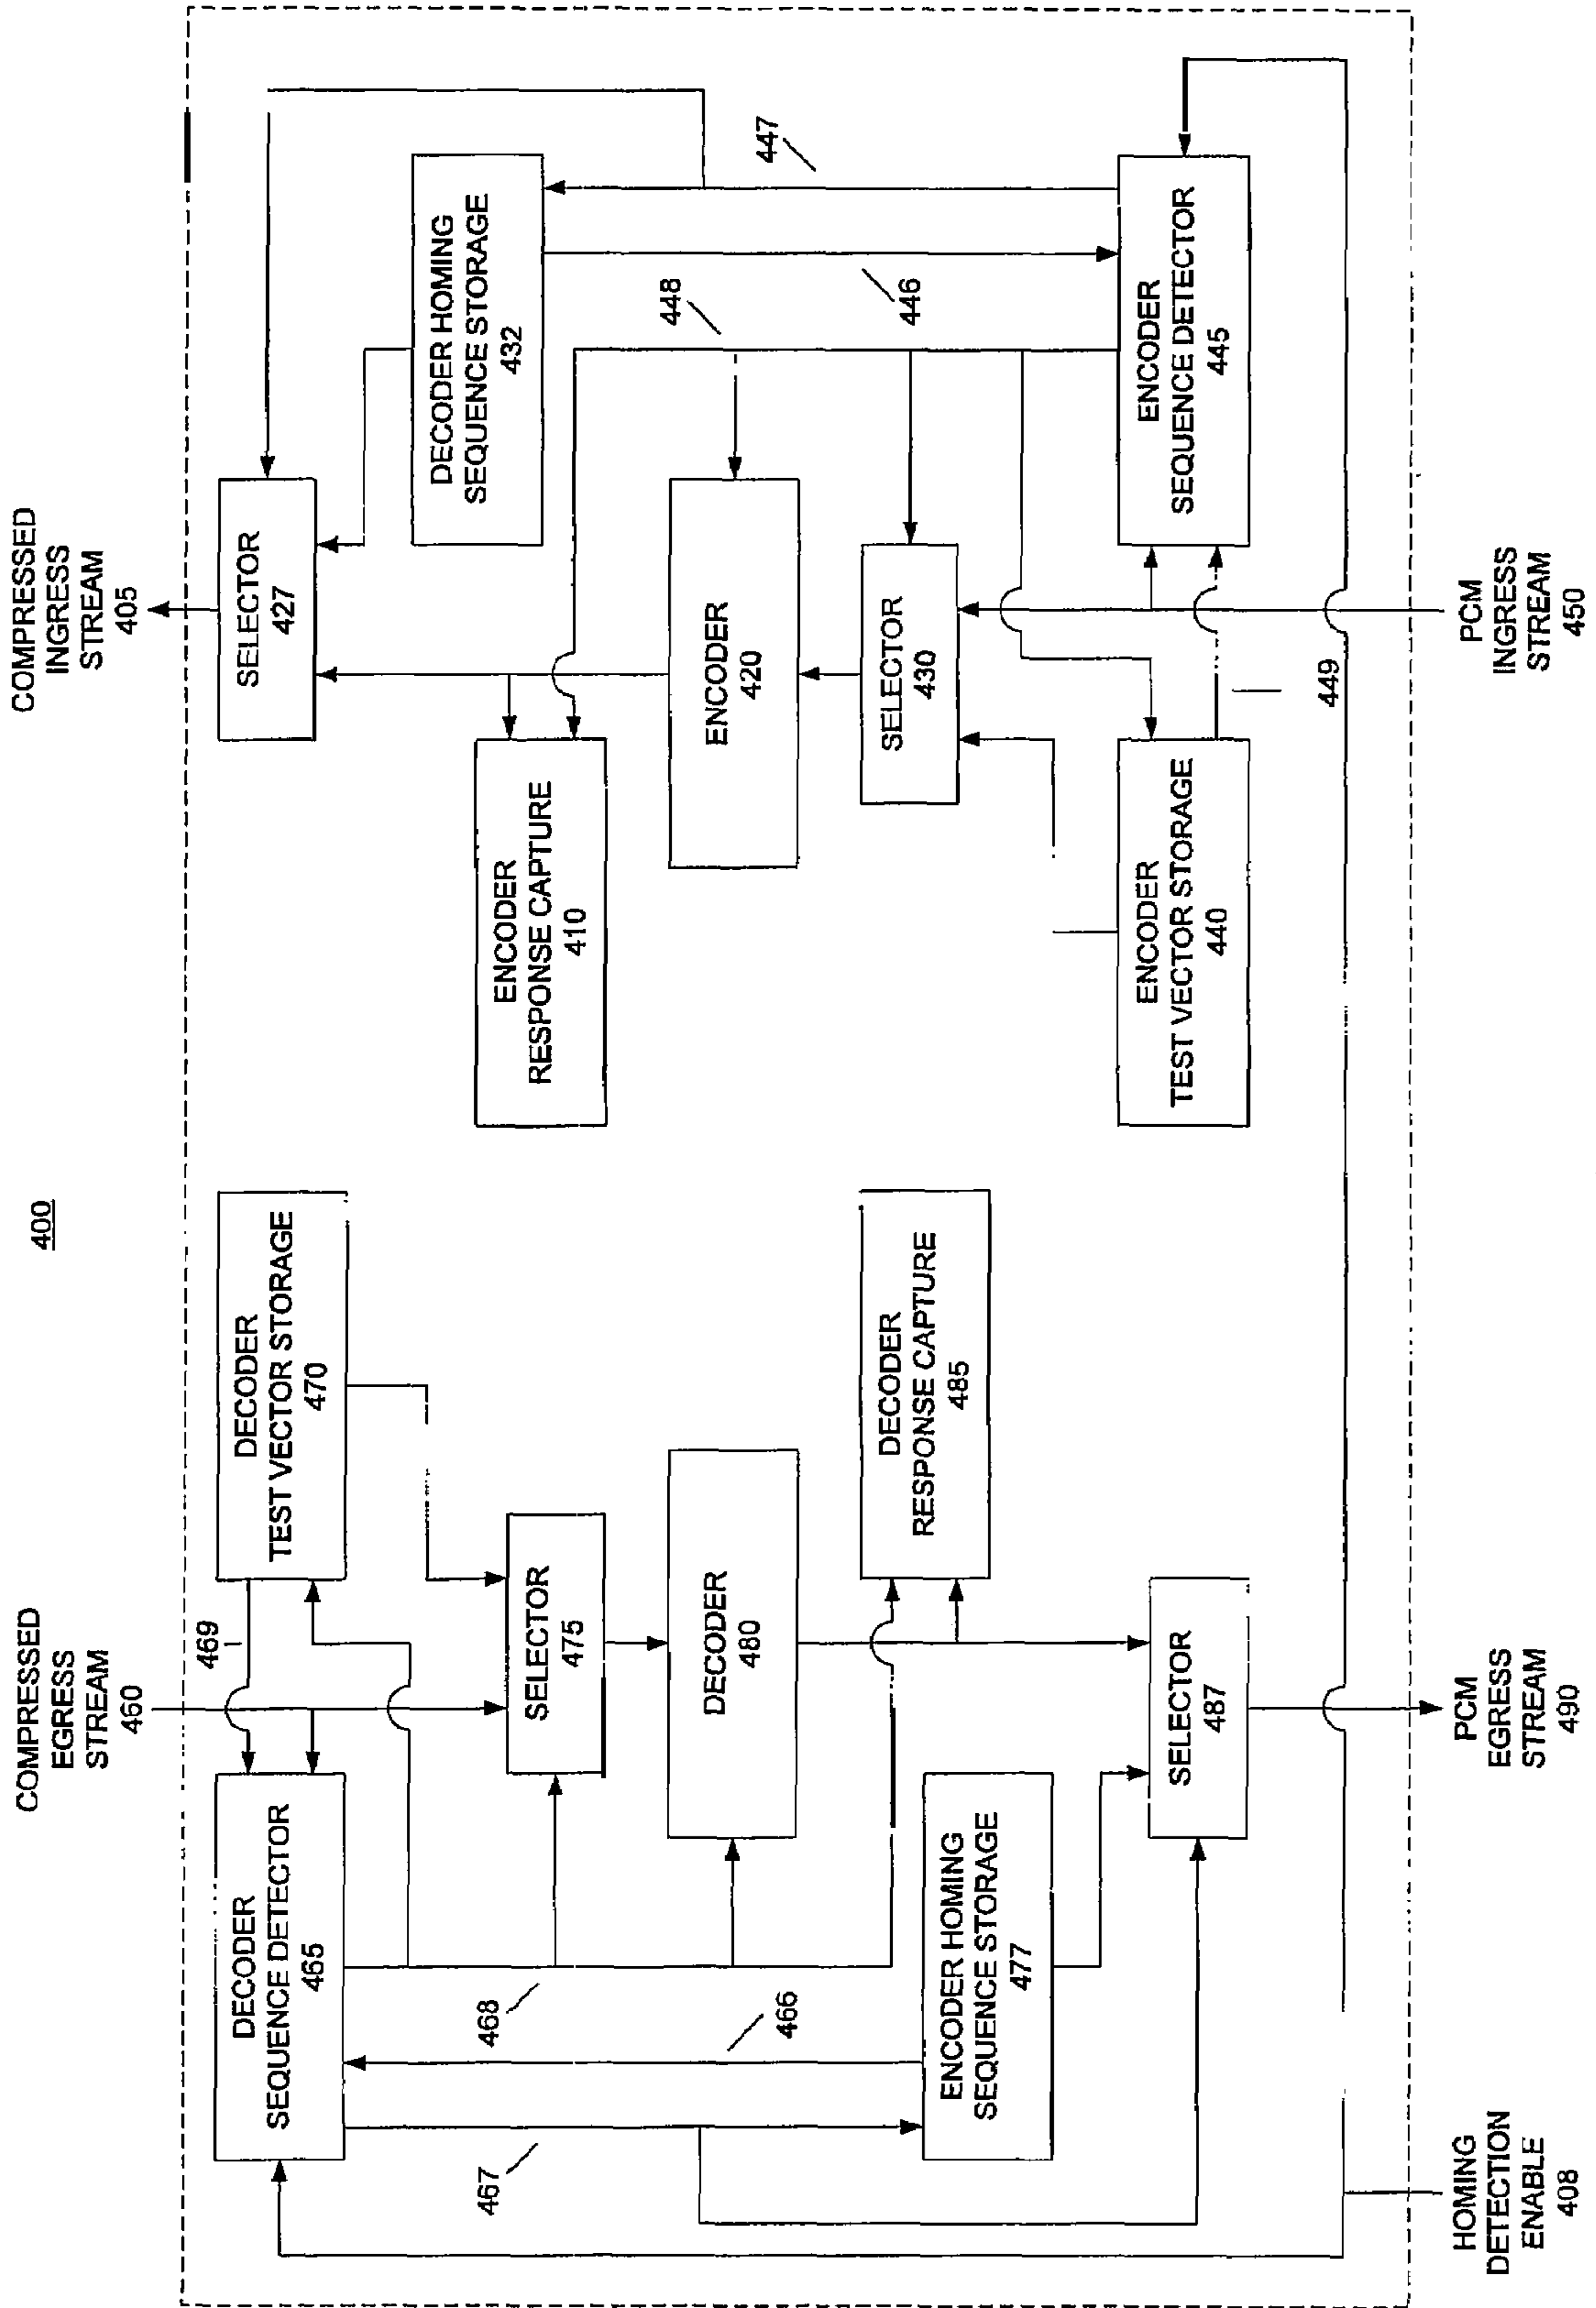 400
COMPRESSED
EGRESS
STREAM
460
COMPRESSED
INGRESS
STREAM
405
DECODER
SEQUENCE DETECTOR
465
469
DECODER
TEST VECTOR STORAGE
470
SELECTOR
427
447
DECODER HOMING
SEQUENCE STORAGE
432
467
468
466
SELECTOR
475
ENCODER
RESPONSE CAPTURE
410
448
446
DECODER
480
ENCODER
420
ENCODER HOMING
SEQUENCE STORAGE
477
DECODER
RESPONSE CAPTURE
485
SELECTOR
430
SELECTOR
487
ENCODER
TEST VECTOR STORAGE
440
ENCODER
SEQUENCE DETECTOR
445
449
HOMING
DETECTION
ENABLE
408
PCM
EGRESS
STREAM
490
PCM
INGRESS
STREAM
450